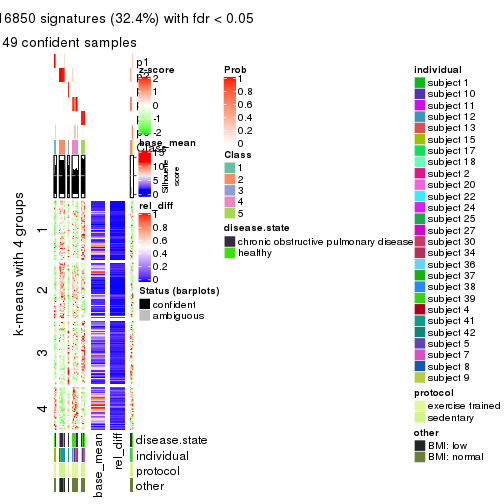 16850 signatures (32.4%) with fdr < 0.05
49 confident samples
p1
z-score
2
1
0
-1
-2
base_mean
15
10
5
0
Silhouette score
rel_diff
1
0.8
0.6
0.4
0.2
0
Status (barplots)
confident
ambiguous
Prob
1
0.8
0.6
0.4
0.2
0
Class
1
2
3
4
5
disease.state
chronic obstructive pulmonary disease
healthy
individual
subject 1
subject 10
subject 11
subject 12
subject 13
subject 15
subject 17
subject 18
subject 2
subject 20
subject 22
subject 24
subject 25
subject 27
subject 30
subject 34
subject 36
subject 37
subject 38
subject 39
subject 4
subject 41
subject 42
subject 5
subject 7
subject 8
subject 9
protocol
exercise trained
sedentary
other
BMI: low
BMI: normal
k-means with 4 groups
1
2
3
4
base_mean
rel_diff
disease.state
individual
protocol
other